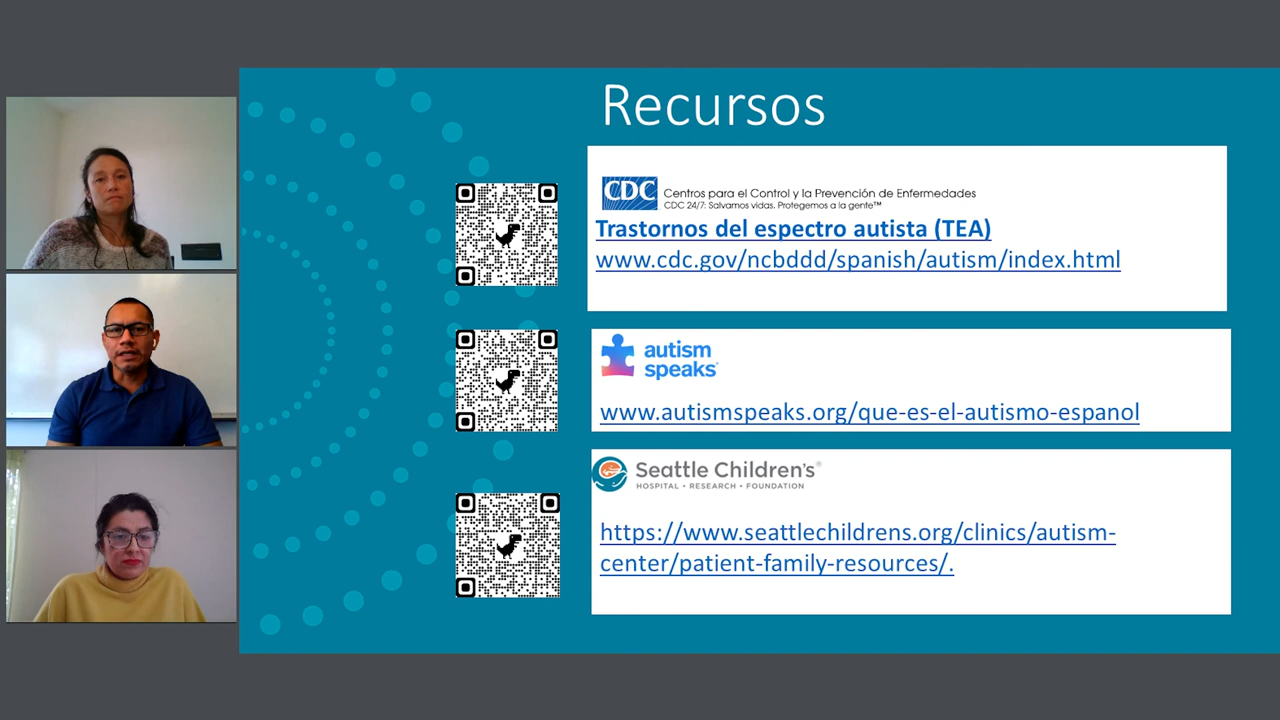 Recursos
CDC
Centros para el Control y la Prevención de Enfermedades
CDC 24/7: Salvamos vidas. Protegemos a la gente™
Trastornos del espectro autista (TEA)
www.cdc.gov/ncbddd/spanish/autism/index.html
autism
speaks
www.autismspeaks.org/que-es-el-autismo-espanol
Seattle Children's®
HOSPITAL • RESEARCH • FOUNDATION
https://www.seattlechildrens.org/clinics/autism-
center/patient-family-resources/.